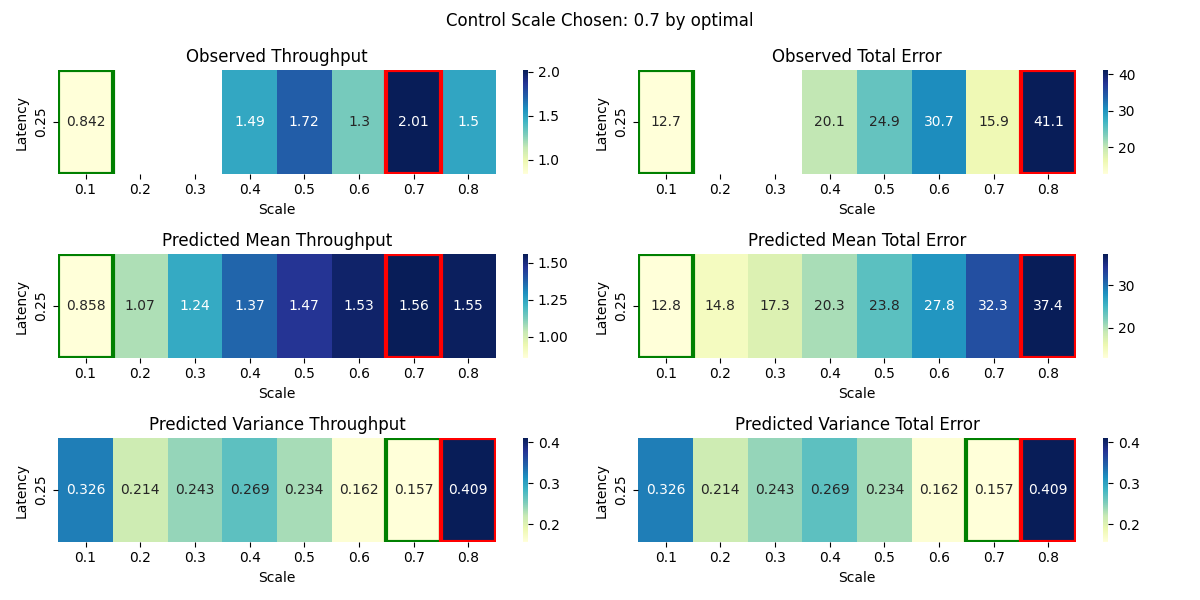 Control Scale Chosen: 0.7 by optimal
Observed Throughput
Latency
0.25
0.842 1.49 1.72 1.3 2.01 1.5
0.1 0.2 0.3 0.4 0.5 0.6 0.7 0.8
Scale
2.0
1.5
1.0
Observed Total Error
Latency
0.25
12.7 20.1 24.9 30.7 15.9 41.1
0.1 0.2 0.3 0.4 0.5 0.6 0.7 0.8
Scale
40
30
20
Predicted Mean Throughput
Latency
0.25
0.858 1.07 1.24 1.37 1.47 1.53 1.56 1.55
0.1 0.2 0.3 0.4 0.5 0.6 0.7 0.8
Scale
1.50
1.25
1.00
Predicted Mean Total Error
Latency
0.25
12.8 14.8 17.3 20.3 23.8 27.8 32.3 37.4
0.1 0.2 0.3 0.4 0.5 0.6 0.7 0.8
Scale
30
20
Predicted Variance Throughput
Latency
0.25
0.326 0.214 0.243 0.269 0.234 0.162 0.157 0.409
0.1 0.2 0.3 0.4 0.5 0.6 0.7 0.8
Scale
0.4
0.3
0.2
Predicted Variance Total Error
Latency
0.25
0.326 0.214 0.243 0.269 0.234 0.162 0.157 0.409
0.1 0.2 0.3 0.4 0.5 0.6 0.7 0.8
Scale
0.4
0.3
0.2